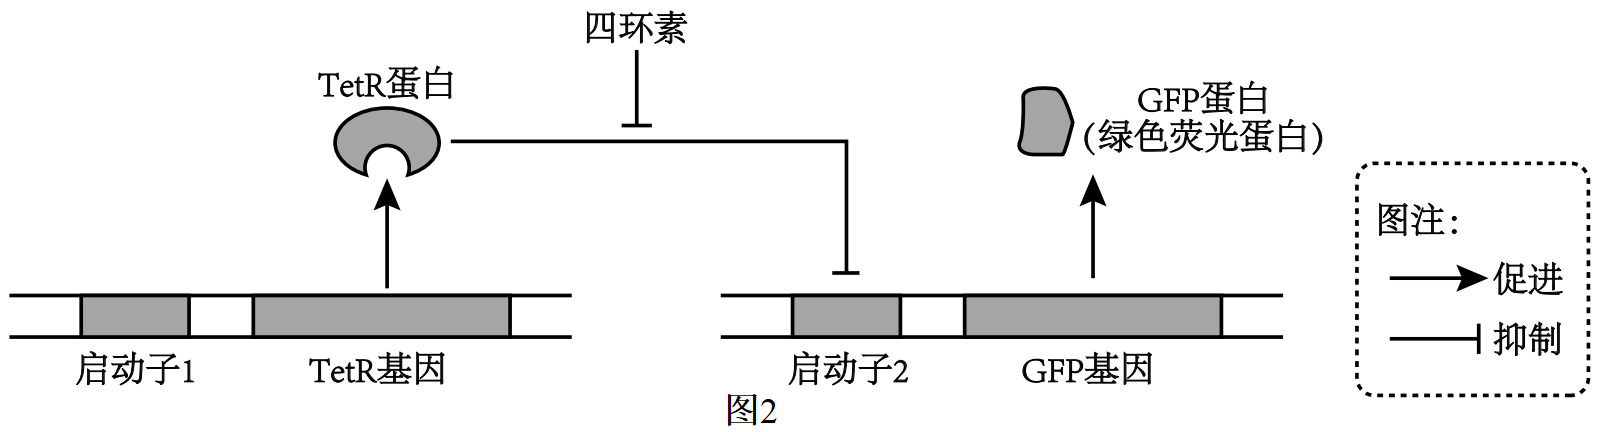 四环素
TetR蛋白
GFP蛋白
(绿色荧光蛋白)
图注:
促进
抑制
启动子1
TetR基因
启动子2
GFP基因
图2